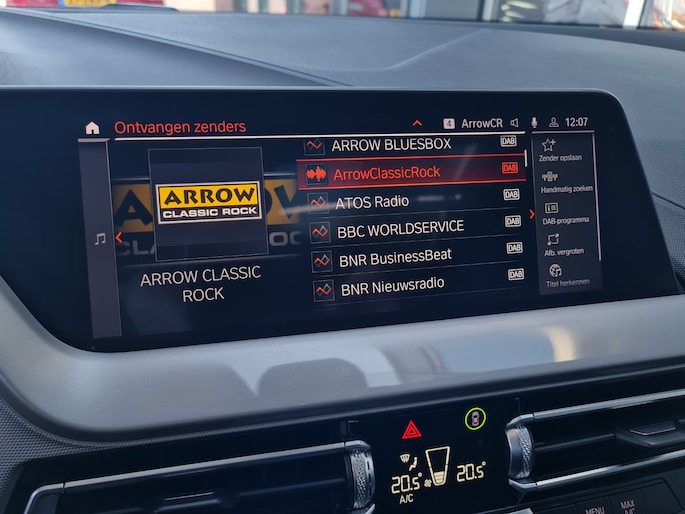 Ontvangen zenders
4 ArrowCR 12:07
ARROW
CLASSIC ROCK
ARROW CLASSIC
ROCK
ARROW BLUESBOX DAB
ArrowClassicRock DAB
ATOS Radio DAB
BBC WORLDSERVICE DAB
BNR BusinessBeat DAB
BNR Nieuwsradio DAB
Zender opslaan
Handmatig zoeken
DAB-programma
Afb. vergroten
Titel herkennen
20.5°
A/C
20.5°
MENU
MAX
A/C